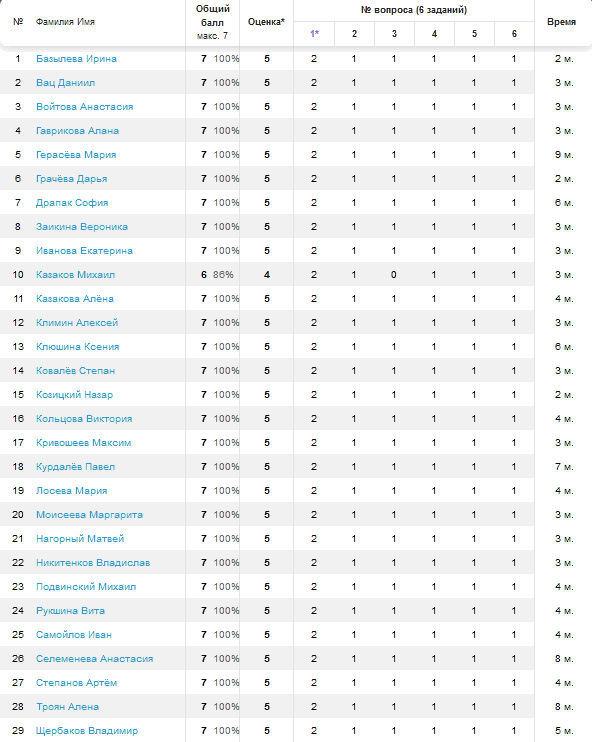 № Фамилия Имя Общий балл макс. 7 Оценка* № вопроса (6 заданий) Время
1* 2 3 4 5 6
1 Базылева Ирина 7 100% 5 2 1 1 1 1 1 2 м.
2 Вац Даниил 7 100% 5 2 1 1 1 1 1 3 м.
3 Войтова Анастасия 7 100% 5 2 1 1 1 1 1 3 м.
4 Гаврикова Алана 7 100% 5 2 1 1 1 1 1 3 м.
5 Герасёва Мария 7 100% 5 2 1 1 1 1 1 9 м.
6 Грачёва Дарья 7 100% 5 2 1 1 1 1 1 2 м.
7 Драпак София 7 100% 5 2 1 1 1 1 1 6 м.
8 Заикина Вероника 7 100% 5 2 1 1 1 1 1 3 м.
9 Иванова Екатерина 7 100% 5 2 1 1 1 1 1 3 м.
10 Казаков Михаил 6 86% 4 2 1 0 1 1 1 3 м.
11 Казакова Алёна 7 100% 5 2 1 1 1 1 1 4 м.
12 Климин Алексей 7 100% 5 2 1 1 1 1 1 3 м.
13 Клюшина Ксения 7 100% 5 2 1 1 1 1 1 6 м.
14 Ковалёв Степан 7 100% 5 2 1 1 1 1 1 3 м.
15 Козицкий Назар 7 100% 5 2 1 1 1 1 1 2 м.
16 Кольцова Виктория 7 100% 5 2 1 1 1 1 1 4 м.
17 Кривошеев Максим 7 100% 5 2 1 1 1 1 1 3 м.
18 Курдалёв Павел 7 100% 5 2 1 1 1 1 1 7 м.
19 Лосева Мария 7 100% 5 2 1 1 1 1 1 4 м.
20 Моисеева Маргарита 7 100% 5 2 1 1 1 1 1 3 м.
21 Нагорный Матвей 7 100% 5 2 1 1 1 1 1 3 м.
22 Никитенков Владислав 7 100% 5 2 1 1 1 1 1 3 м.
23 Подвинский Михаил 7 100% 5 2 1 1 1 1 1 4 м.
24 Рукшина Вита 7 100% 5 2 1 1 1 1 1 4 м.
25 Самойлов Иван 7 100% 5 2 1 1 1 1 1 4 м.
26 Селеменева Анастасия 7 100% 5 2 1 1 1 1 1 8 м.
27 Степанов Артём 7 100% 5 2 1 1 1 1 1 4 м.
28 Троян Алена 7 100% 5 2 1 1 1 1 1 8 м.
29 Щербаков Владимир 7 100% 5 2 1 1 1 1 1 5 м.